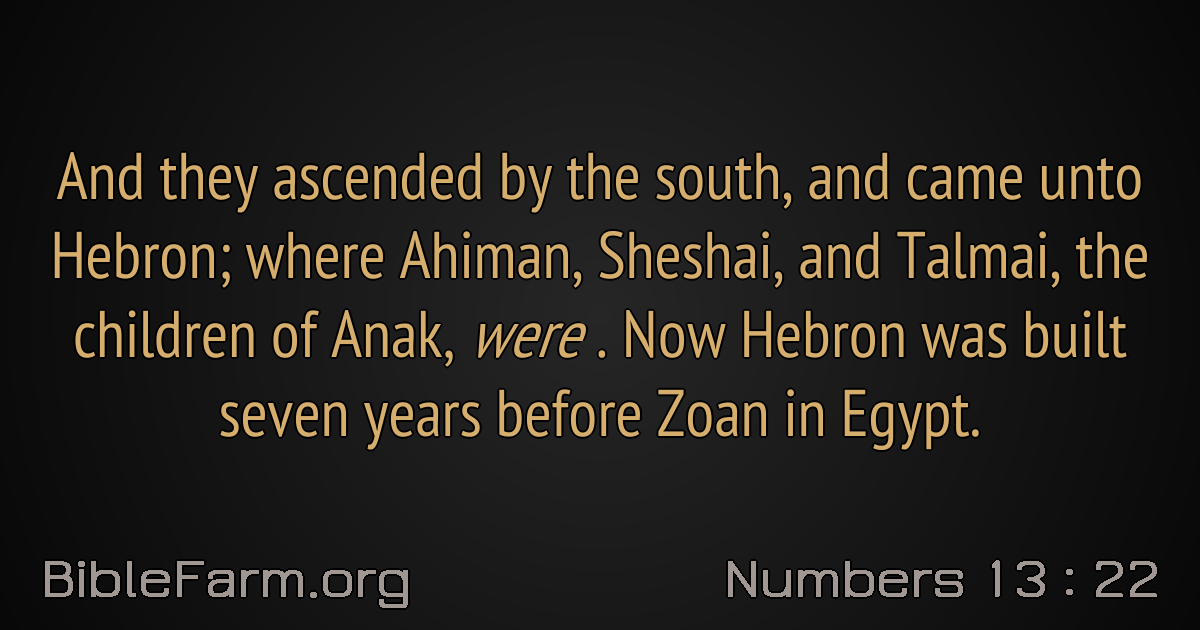 And they ascended by the south, and came unto
Hebron; where Ahiman, Sheshai, and Talmai, the
children of Anak, were . Now Hebron was built
seven years before Zoan in Egypt.
BibleFarm.org
Numbers 13 : 22